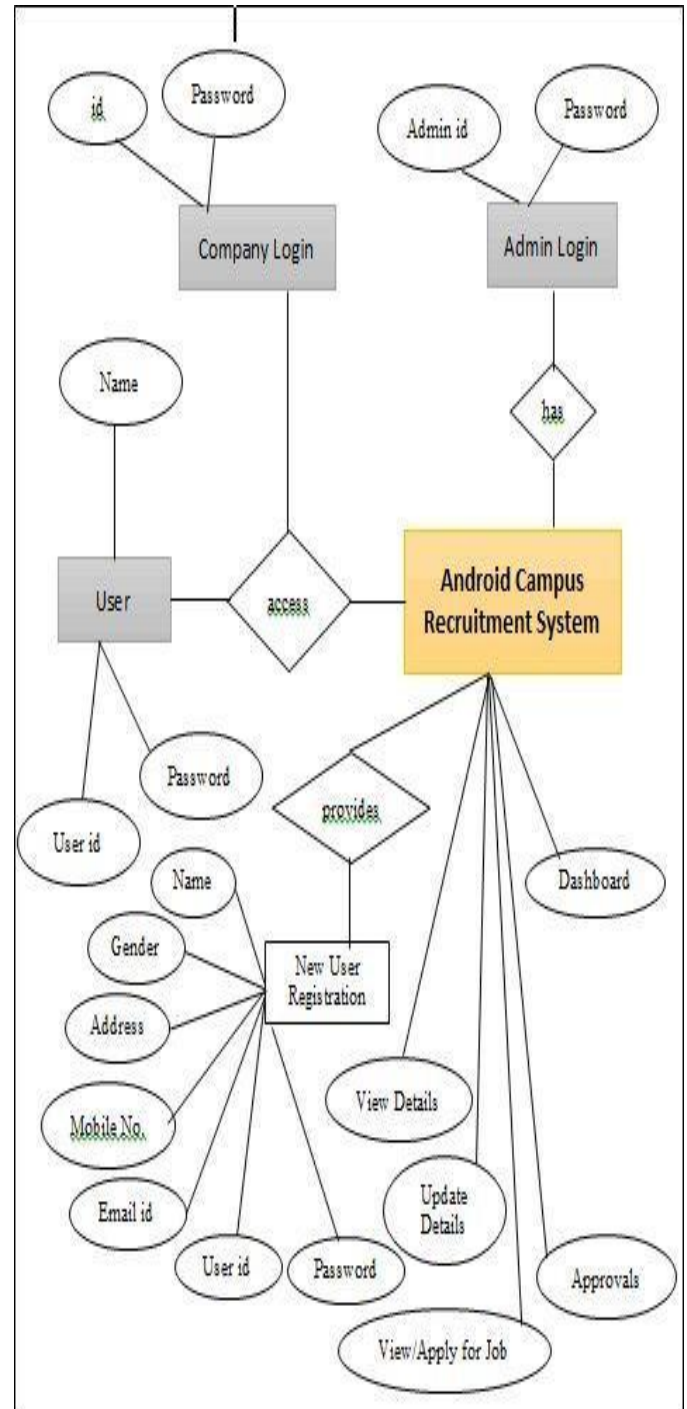 id
Password
Admin id
Password
Company Login
Admin Login
Name
has
User
access
Android Campus
Recruitment System
Password
User id
provides
Name
Dashboard
Gender
New User
Registration
Address
View Details
Mobile No.
Update
Details
Email id
User id
Password
Approvals
View/Apply for Job